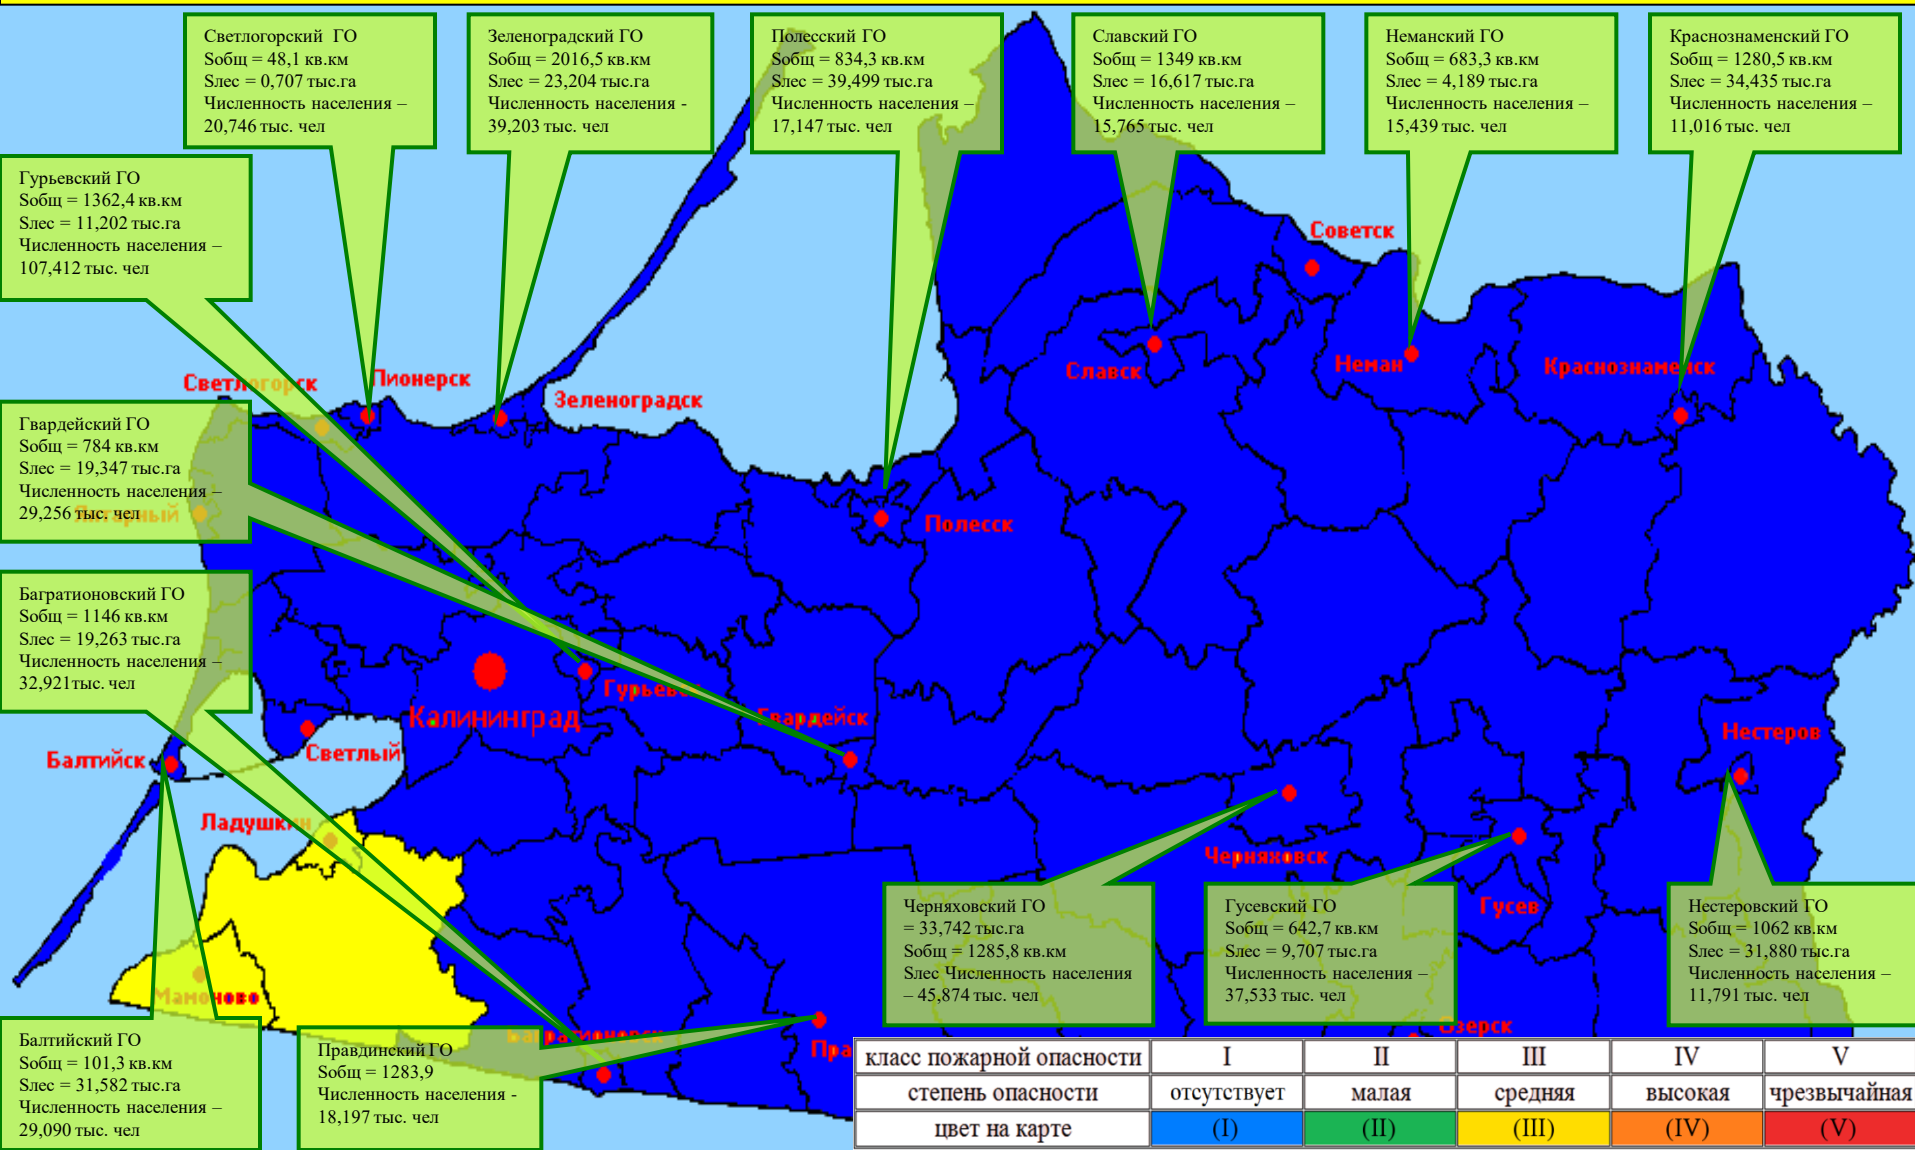 Светлогорский ГО
Sобщ = 48,1 кв.км
Sлес = 0,707 тыс.га
Численность населения –
20,746 тыс. чел
Зеленоградский ГО
Sобщ = 2016,5 кв.км
Sлес = 23,204 тыс.га
Численность населения -
39,203 тыс. чел
Полесский ГО
Sобщ = 834,3 кв.км
Sлес = 39,499 тыс.га
Численность населения –
17,147 тыс. чел
Славский ГО
Sобщ = 1349 кв.км
Sлес = 16,617 тыс.га
Численность населения –
15,765 тыс. чел
Неманский ГО
Sобщ = 683,3 кв.км
Sлес = 4,189 тыс.га
Численность населения –
15,439 тыс. чел
Краснознаменский ГО
Sобщ = 1280,5 кв.км
Sлес = 34,435 тыс.га
Численность населения –
11,016 тыс. чел
Гурьевский ГО
Sобщ = 1362,4 кв.км
Sлес = 11,202 тыс.га
Численность населения –
107,412 тыс. чел
Советск
Славск
Неман
Краснознаменск
Светлогорск
Пионерск
Зеленоградск
Гвардейский ГО
Sобщ = 784 кв.км
Sлес = 19,347 тыс.га
Численность населения –
29,256 тыс. чел
Янтарный
Полесск
Багратионовский ГО
Sобщ = 1146 кв.км
Sлес = 19,263 тыс.га
Численность населения –
32,921тыс. чел
Гурьевск
Калининград
Гвардейск
Нестеров
Балтийск
Светлый
Ладушкин
Черняховск
Гусев
Мамоново
Черняховский ГО
= 33,742 тыс.га
Sобщ = 1285,8 кв.км
Sлес Численность населения
– 45,874 тыс. чел
Гусевский ГО
Sобщ = 642,7 кв.км
Sлес = 9,707 тыс.га
Численность населения –
37,533 тыс. чел
Нестеровский ГО
Sобщ = 1062 кв.км
Sлес = 31,880 тыс.га
Численность населения –
11,791 тыс. чел
Озерск
Багратионовск
Пра
Балтийский ГО
Sобщ = 101,3 кв.км
Sлес = 31,582 тыс.га
Численность населения –
29,090 тыс. чел
Правдинский ГО
Sобщ = 1283,9
Численность населения -
18,197 тыс. чел
класс пожарной опасности I II III IV V
степень опасности отсутствует малая средняя высокая чрезвычайная
цвет на карте (I) (II) (III) (IV) (V)